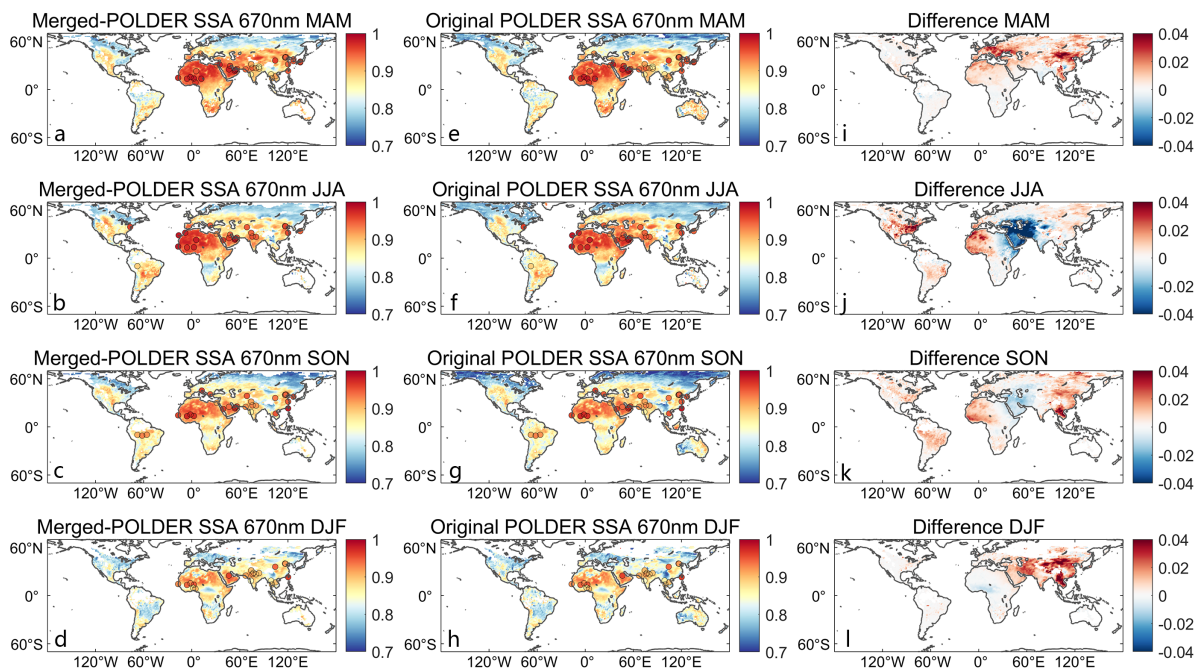 Merged-POLDER SSA 670nm MAM
60°N
0°
60°S
a
120°W 60°W 0° 60°E 120°E
1
0.9
0.8
0.7
Original POLDER SSA 670nm MAM
60°N
0°
60°S
e
120°W 60°W 0° 60°E 120°E
1
0.9
0.8
0.7
Difference MAM
60°N
0°
60°S
i
120°W 60°W 0° 60°E 120°E
0.04
0.02
0
-0.02
-0.04
Merged-POLDER SSA 670nm JJA
60°N
0°
60°S
b
120°W 60°W 0° 60°E 120°E
1
0.9
0.8
0.7
Original POLDER SSA 670nm JJA
60°N
0°
60°S
f
120°W 60°W 0° 60°E 120°E
1
0.9
0.8
0.7
Difference JJA
60°N
0°
60°S
j
120°W 60°W 0° 60°E 120°E
0.04
0.02
0
-0.02
-0.04
Merged-POLDER SSA 670nm SON
60°N
0°
60°S
c
120°W 60°W 0° 60°E 120°E
1
0.9
0.8
0.7
Original POLDER SSA 670nm SON
60°N
0°
60°S
g
120°W 60°W 0° 60°E 120°E
1
0.9
0.8
0.7
Difference SON
60°N
0°
60°S
k
120°W 60°W 0° 60°E 120°E
0.04
0.02
0
-0.02
-0.04
Merged-POLDER SSA 670nm DJF
60°N
0°
60°S
d
120°W 60°W 0° 60°E 120°E
1
0.9
0.8
0.7
Original POLDER SSA 670nm DJF
60°N
0°
60°S
h
120°W 60°W 0° 60°E 120°E
1
0.9
0.8
0.7
Difference DJF
60°N
0°
60°S
l
120°W 60°W 0° 60°E 120°E
0.04
0.02
0
-0.02
-0.04